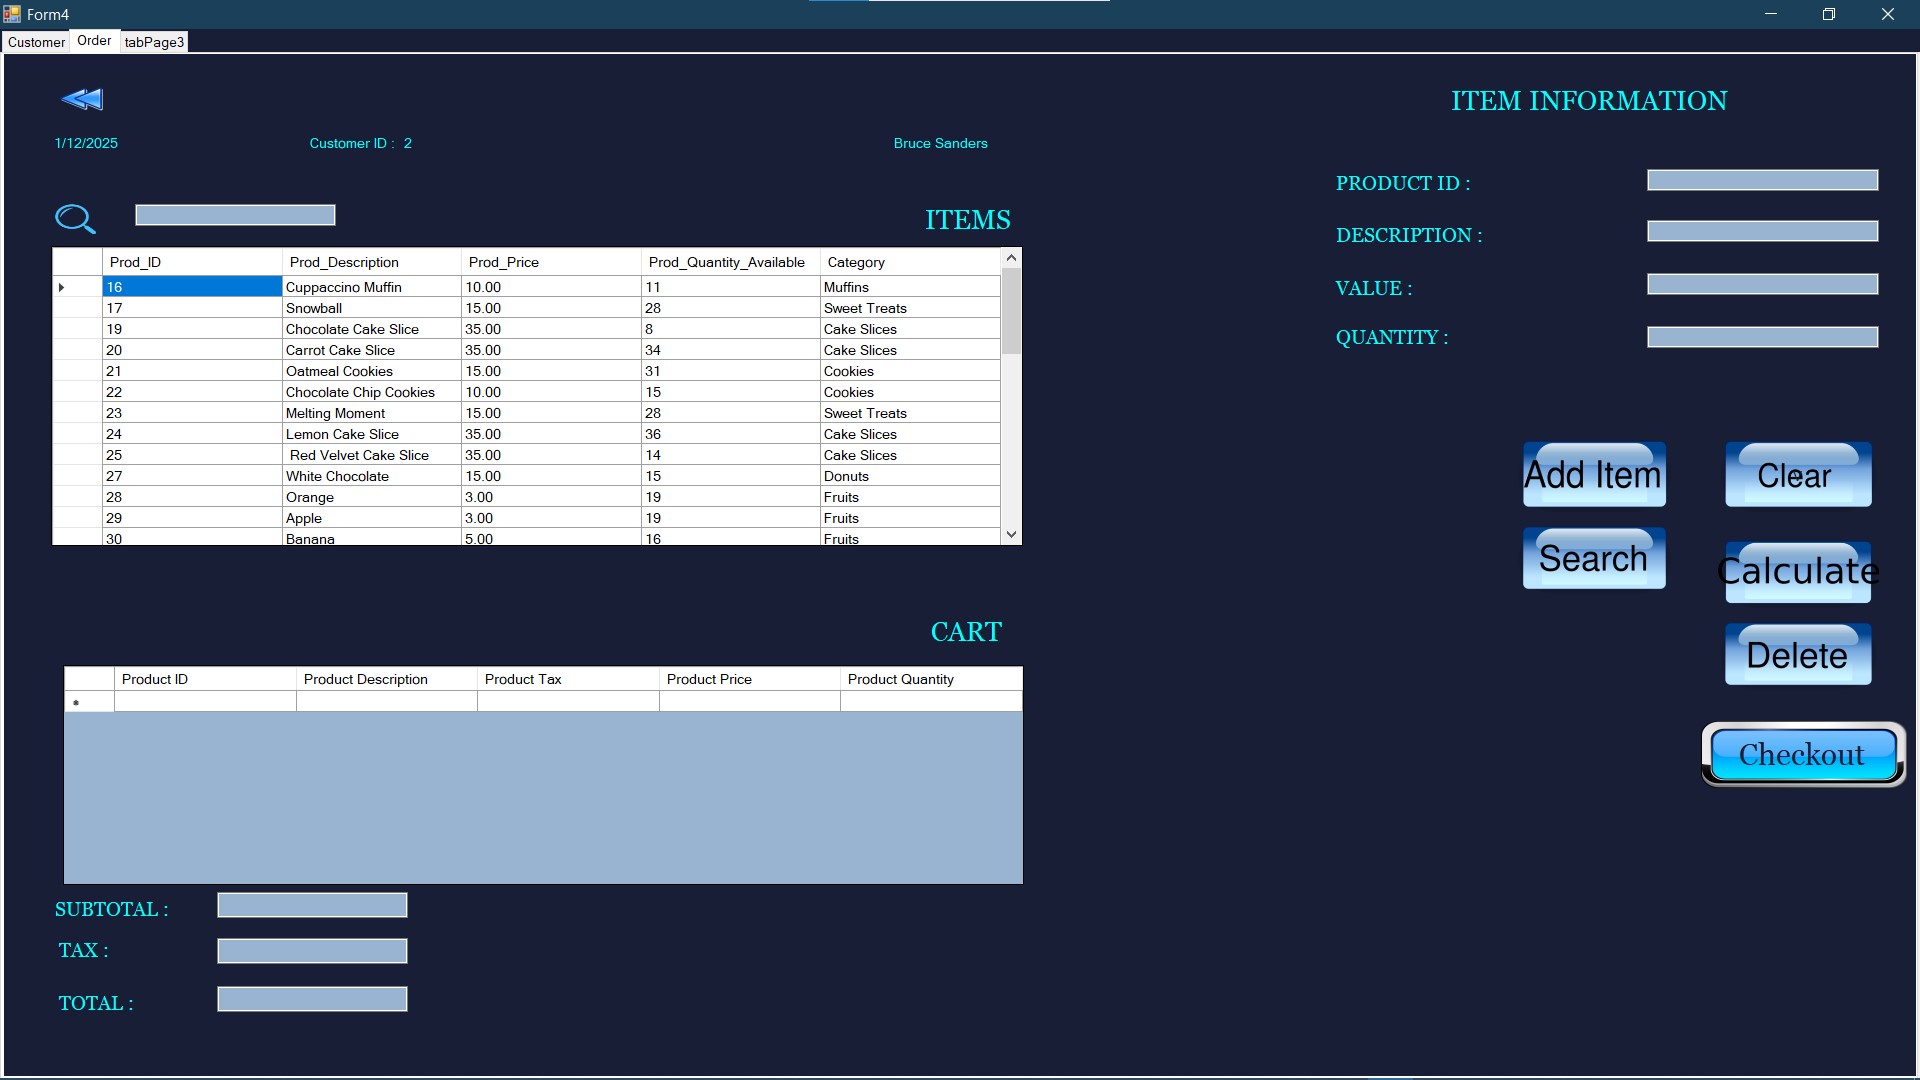 Form4
Customer Order tabPage3
ITEM INFORMATION
1/12/2025 Customer ID : 2 Bruce Sanders
PRODUCT ID :
ITEMS
DESCRIPTION :
VALUE :
QUANTITY :
Prod_ID Prod_Description Prod_Price Prod_Quantity_Available Category
16 Cuppaccino Muffin 10.00 11 Muffins
17 Snowball 15.00 28 Sweet Treats
19 Chocolate Cake Slice 35.00 8 Cake Slices
20 Carrot Cake Slice 35.00 34 Cake Slices
21 Oatmeal Cookies 15.00 31 Cookies
22 Chocolate Chip Cookies 10.00 15 Cookies
23 Melting Moment 15.00 28 Sweet Treats
24 Lemon Cake Slice 35.00 36 Cake Slices
25 Red Velvet Cake Slice 35.00 14 Cake Slices
27 White Chocolate 15.00 15 Donuts
28 Orange 3.00 19 Fruits
29 Apple 3.00 19 Fruits
30 Banana 5.00 16 Fruits
Add Item Clear
Search Calculate
Delete
Checkout
CART
Product ID Product Description Product Tax Product Price Product Quantity
SUBTOTAL :
TAX :
TOTAL :